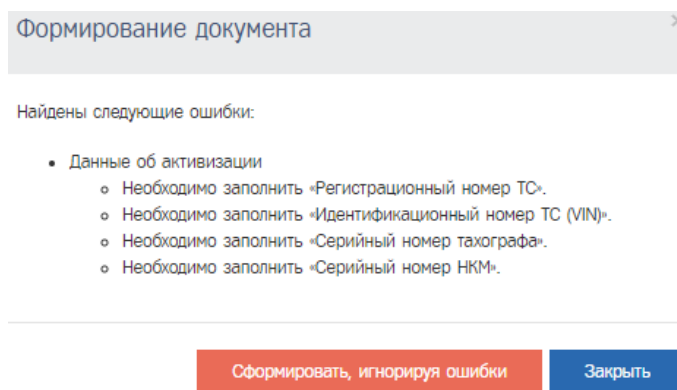 Формирование документа
Найдены следующие ошибки:
Данные об активизации
Необходимо заполнить «Регистрационный номер ТС».
Необходимо заполнить «Идентификационный номер ТС (VIN)».
Необходимо заполнить «Серийный номер тахографа».
Необходимо заполнить «Серийный номер НКМ».
Сформировать, игнорируя ошибки
Закрыть